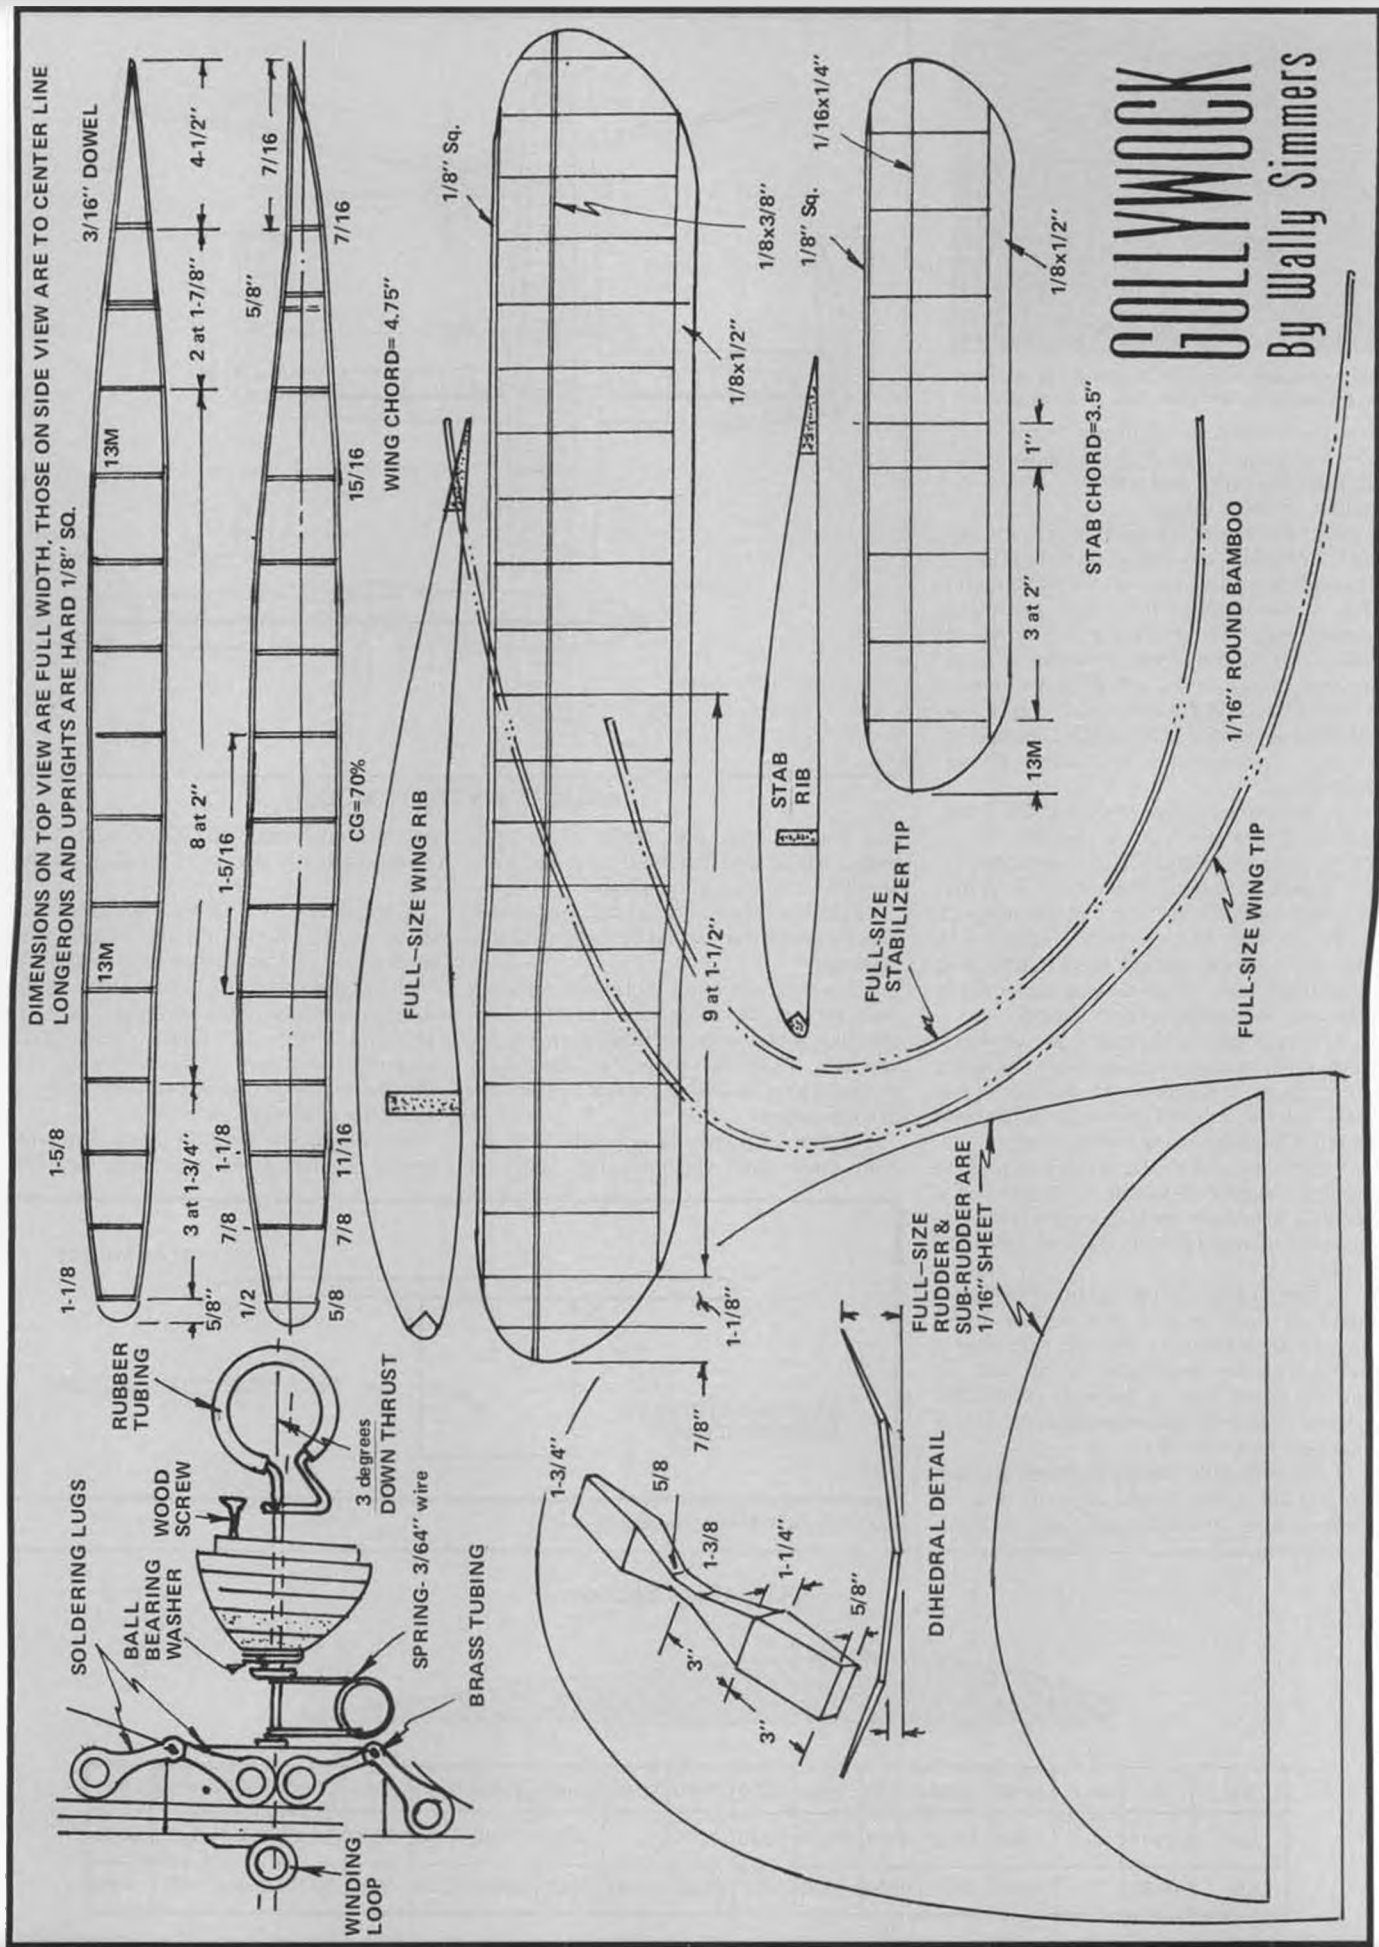 DIMENSIONS ON TOP VIEW ARE FULL WIDTH, THOSE ON SIDE VIEW ARE TO CENTER LINE
LONGERONS AND UPRIGHTS ARE HARD 1/8" SQ.
1-1/8
1-5/8
13M
13M
3/16" DOWEL
5/8"
3 at 1-3/4"
8 at 2"
2 at 1-7/8"
4-1/2"
1/2
7/8
1-1/8
1-5/16
5/8"
7/16
5/8
7/8
11/16
CG=70%
15/16
7/16
SOLDERING LUGS
BALL
BEARING
WASHER
WOOD
SCREW
RUBBER
TUBING
3 degrees
DOWN THRUST
SPRING- 3/64" wire
BRASS TUBING
WINDING
LOOP
FULL-SIZE WING RIB
WING CHORD= 4.75"
1/8" Sq.
1/8x3/8"
1/8x1/2"
7/8"
1-1/8"
9 at 1-1/2"
1-3/4"
5/8
1-3/8
1-1/4"
5/8"
3"
3"
DIHEDRAL DETAIL
STAB
RIB
1/8" Sq.
1/16x1/4"
1/8x1/2"
13M
3 at 2"
1"
STAB CHORD=3.5"
FULL-SIZE
STABILIZER TIP
1/16" ROUND BAMBOO
FULL-SIZE WING TIP
FULL-SIZE
RUDDER &
SUB-RUDDER ARE
1/16" SHEET
GOLLYWOCK
By Wally Simmers